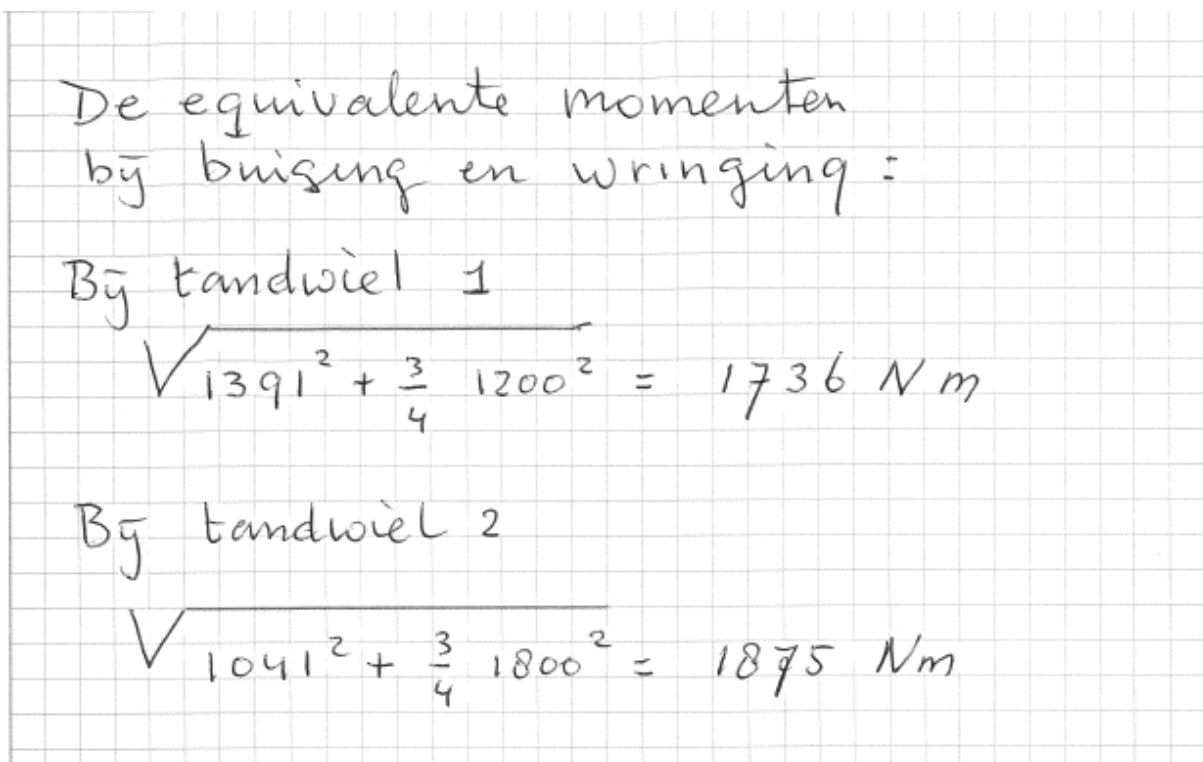 De equivalente momenten
bij buiging en wringing :
Bij tandwiel 1
√1391² + 3/4 1200² = 1736 Nm
Bij tandwiel 2
√1041² + 3/4 1800² = 1875 Nm